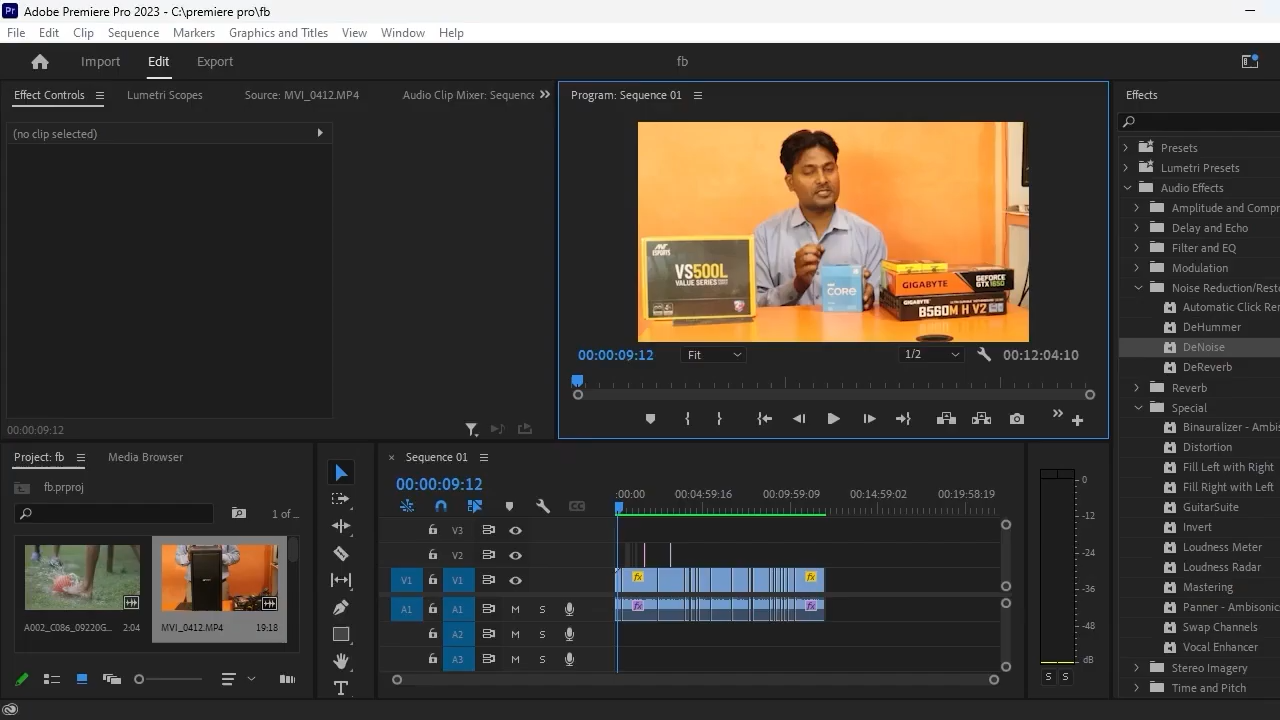 Adobe Premiere Pro 2023 - C:\premiere pro\fb
File Edit Clip Sequence Markers Graphics and Titles View Window Help
Import Edit Export fb
Effect Controls Lumetri Scopes Source: MVI_0412.MP4 Audio Clip Mixer: Sequence
(no clip selected)
00:00:09:12
Program: Sequence 01
ANT
ESPORTS
VS500L
VALUE SERIES
CORE
GIGABYTE
GEFORCE
GTX 1650
GIGABYTE
B560M H V2
00:00:09:12 Fit 1/2 00:12:04:10
Effects
Presets
Lumetri Presets
Audio Effects
Amplitude and Compr
Delay and Echo
Filter and EQ
Modulation
Noise Reduction/Reste
Automatic Click Rem
DeHummer
DeNoise
DeReverb
Reverb
Special
Binauralizer - Ambis
Distortion
Fill Left with Right
Fill Right with Left
GuitarSuite
Invert
Loudness Meter
Loudness Radar
Mastering
Panner - Ambisonic
Swap Channels
Vocal Enhancer
Stereo Imagery
Time and Pitch
Project: fb Media Browser
fb.prproj
1 of ...
A002_C086_09220G... 2:04
MVI_0412.MP4 19:18
× Sequence 01
00:00:09:12
:00:00 00:04:59:16 00:09:59:09 00:14:59:02 00:19:58:19
V3
V2
V1 V1 fx fx
A1 A1 M S fx fx
A2 M S
A3 M S
0
-12
-24
-36
-48
dB
S S